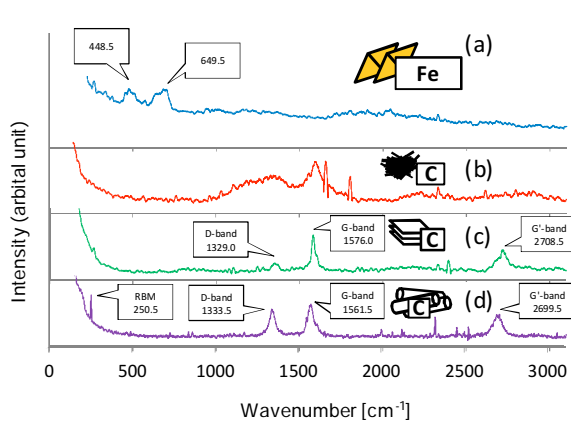 448.5
649.5
(a)
Fe
(b)
C
D-band
1329.0
G-band
1576.0
C
(c)
G'-band
2708.5
RBM
250.5
D-band
1333.5
G-band
1561.5
C
(d)
G'-band
2699.5
Intensity (arbital unit)
0 500 1000 1500 2000 2500 3000
Wavenumber [cm⁻¹]